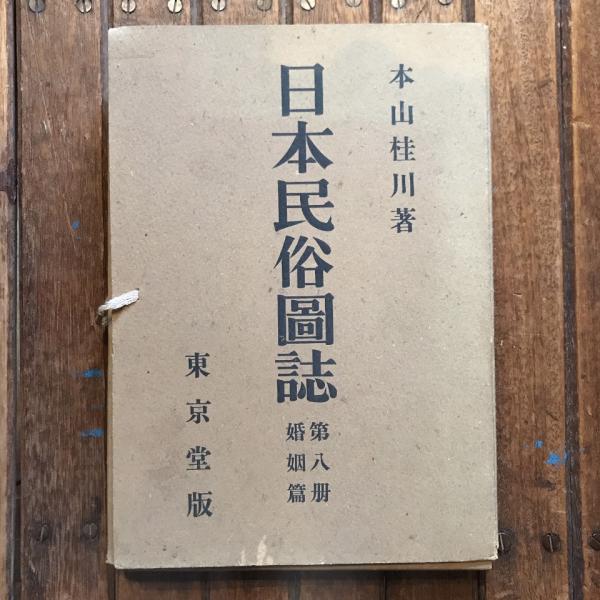 本山桂川著
日本民俗圖誌
第八册
婚姻篇
東京堂版